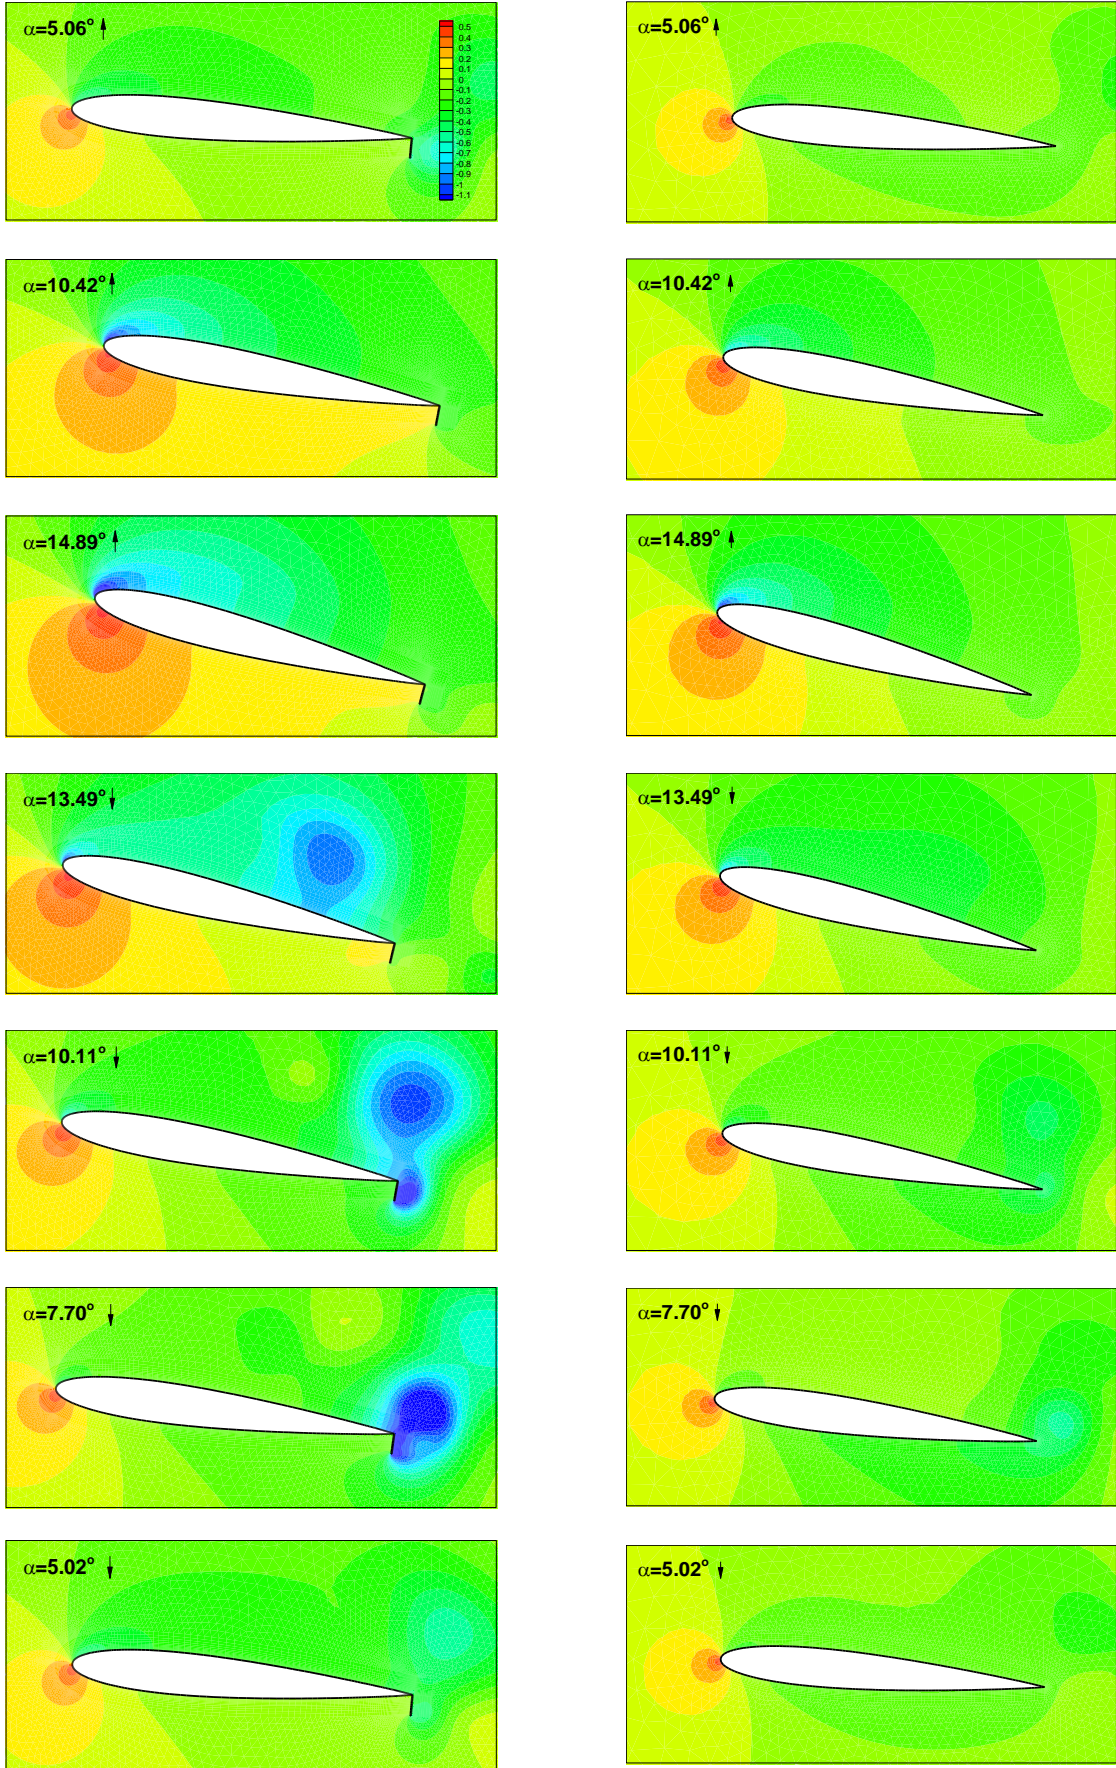 α=5.06° ↑
0.5
0.4
0.3
0.2
0.1
0
-0.1
-0.2
-0.3
-0.4
-0.5
-0.6
-0.7
-0.8
-0.9
-1
-1.1
α=5.06° ↑
α=10.42° ↑
α=10.42° ↑
α=14.89° ↑
α=14.89° ↑
α=13.49° ↓
α=13.49° ↓
α=10.11° ↓
α=10.11° ↓
α=7.70° ↓
α=7.70° ↓
α=5.02° ↓
α=5.02° ↓